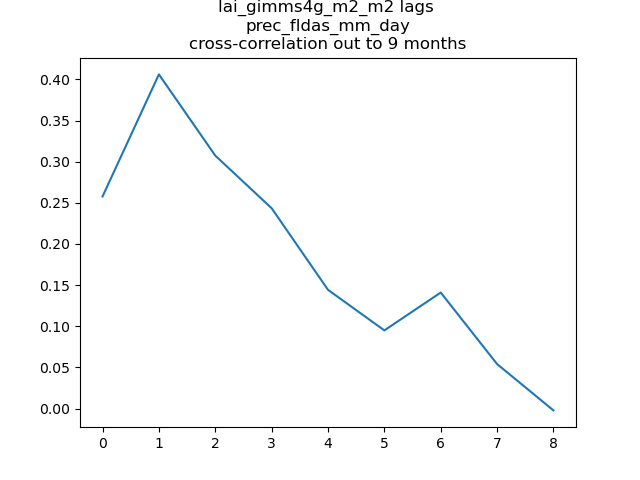 lai_gimms4g_m2_m2 lags
prec_fldas_mm_day
cross-correlation out to 9 months
0.40
0.35
0.30
0.25
0.20
0.15
0.10
0.05
0.00
0 1 2 3 4 5 6 7 8